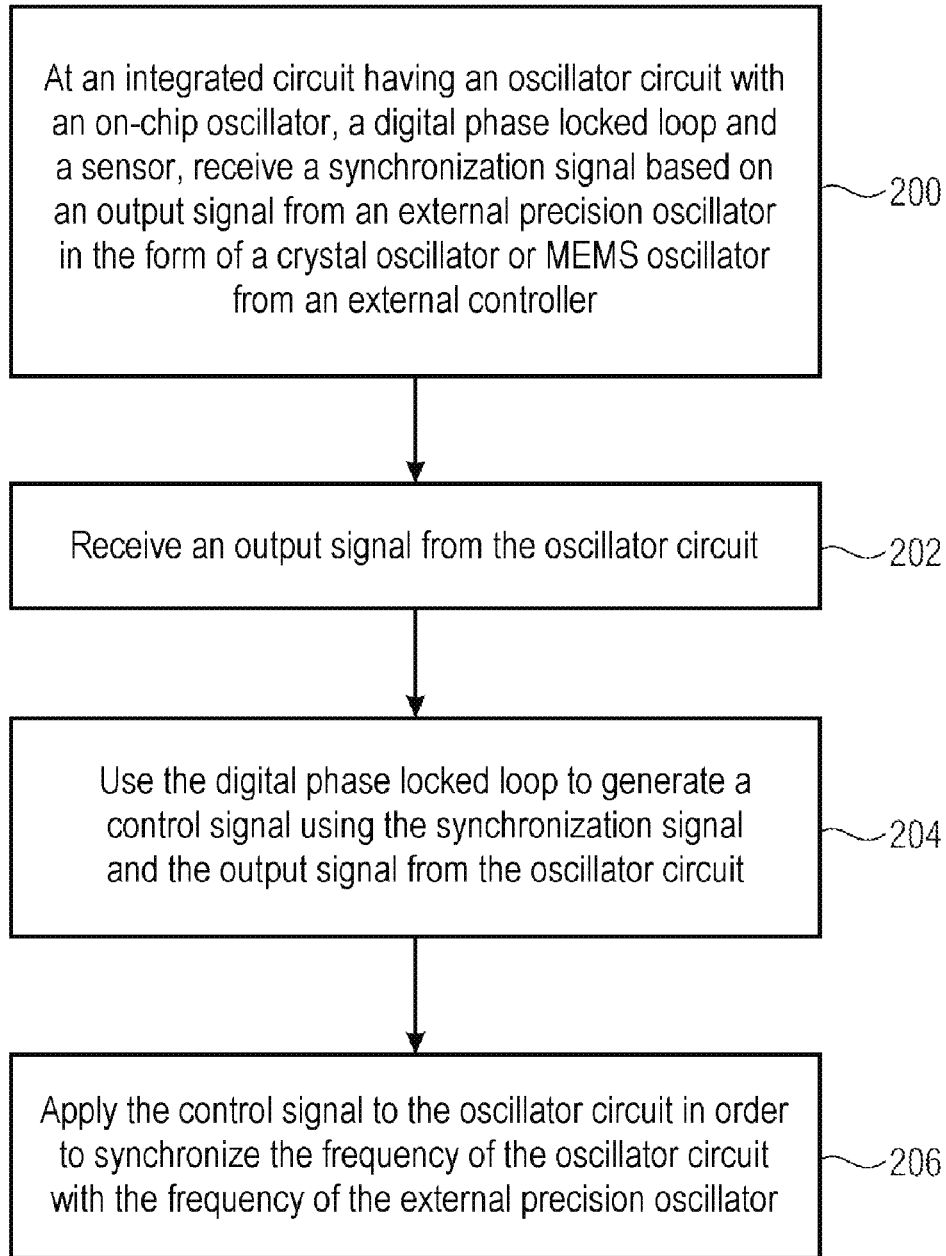 At an integrated circuit having an oscillator circuit with
an on-chip oscillator, a digital phase locked loop and
a sensor, receive a synchronization signal based on
an output signal from an external precision oscillator
in the form of a crystal oscillator or MEMS oscillator
from an external controller
200
Receive an output signal from the oscillator circuit
202
Use the digital phase locked loop to generate a
control signal using the synchronization signal
and the output signal from the oscillator circuit
204
Apply the control signal to the oscillator circuit in order
to synchronize the frequency of the oscillator circuit
with the frequency of the external precision oscillator
206